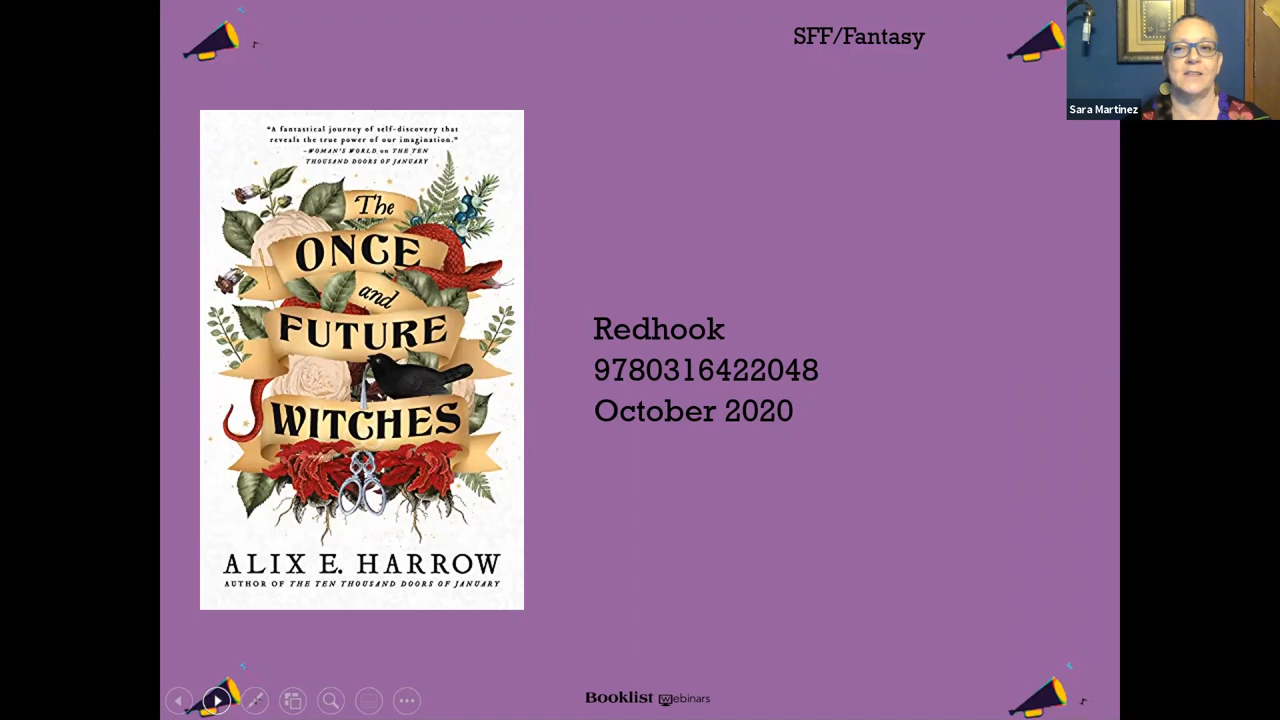 SFF/Fantasy
Sara Martinez
"A fantastical journey of self-discovery that
reveals the true power of our imagination."
—WOMAN'S WORLD on THE TEN
THOUSAND DOORS OF JANUARY
The
ONCE
and
FUTURE
WITCHES
ALIX E. HARROW
AUTHOR OF THE TEN THOUSAND DOORS OF JANUARY
Redhook
9780316422048
October 2020
Booklist Webinars